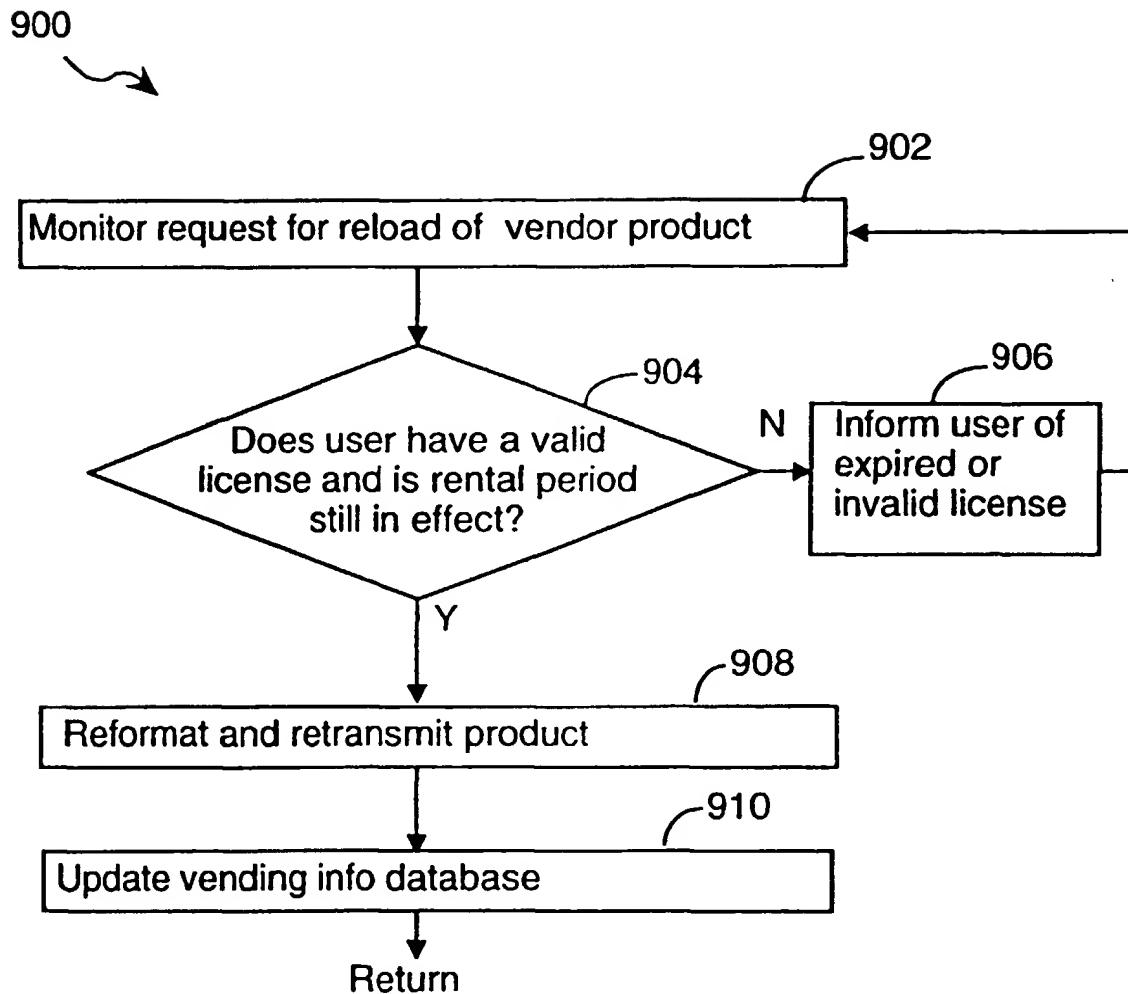 900
902
Monitor request for reload of vendor product
904
Does user have a valid
license and is rental period
still in effect?
N
906
Inform user of
expired or
invalid license
Y
908
Reformat and retransmit product
910
Update vending info database
Return